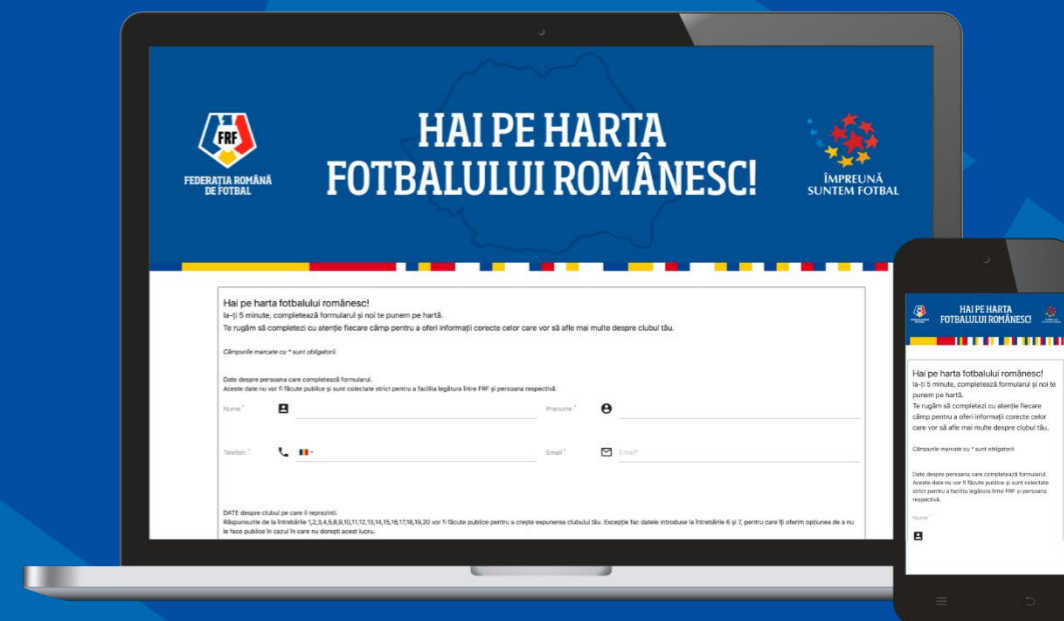 FRF
FEDERAȚIA ROMÂNĂ
DE FOTBAL
HAI PE HARTA
FOTBALULUI ROMÂNESC!
ÎMPREUNĂ
SUNTEM FOTBAL
Hai pe harta fotbalului românesc!
Ia-ți 5 minute, completează formularul și noi te punem pe hartă.
Te rugăm să completezi cu atenție fiecare câmp pentru a oferi informații corecte celor care vor să afle mai multe despre clubul tău.
Câmpurile marcate cu * sunt obligatorii
Date despre persoana care completează formularul.
Aceste date nu vor fi făcute publice și sunt colectate strict pentru a facilita legătura între FRF și persoana respectivă.
Nume *
Prenume *
Telefon: *
Email *
Email*
DATE despre clubul pe care îl reprezinti.
Răspunsurile de la întrebările 1,2,3,4,5,8,9,10,11,12,13,14,15,16,17,18,19,20 vor fi făcute publice pentru a crește expunerea clubului tău. Excepție fac datele introduse la întrebările 6 și 7, pentru care îți oferim opțiunea de a nu
le face publice în cazul în care nu dorești acest lucru.
HAI PE HARTA
FOTBALULUI ROMÂNESC!
Hai pe harta fotbalului românesc!
Ia-ți 5 minute, completează formularul și noi te
punem pe hartă.
Te rugăm să completezi cu atenție fiecare
câmp pentru a oferi informații corecte celor
care vor să afle mai multe despre clubul tău.
Câmpurile marcate cu * sunt obligatorii
Date despre persoana care completează formularul.
Aceste date nu vor fi făcute publice și sunt colectate
strict pentru a facilita legătura între FRF și persoana
respectivă.
Nume *